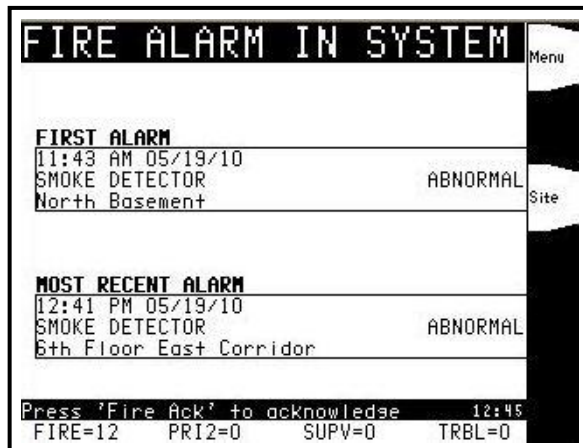 FIRE ALARM IN SYSTEM
Menu
FIRST ALARM
11:43 AM 05/19/10
SMOKE DETECTOR ABNORMAL
North Basement
Site
MOST RECENT ALARM
12:41 PM 05/19/10
SMOKE DETECTOR ABNORMAL
6th Floor East Corridor
Press 'Fire Ack' to acknowledge 12:45
FIRE=12 PRI2=0 SUPV=0 TRBL=0